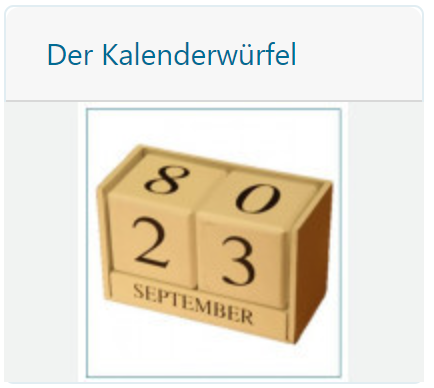 Der Kalenderwürfel
8 0
2 3
SEPTEMBER